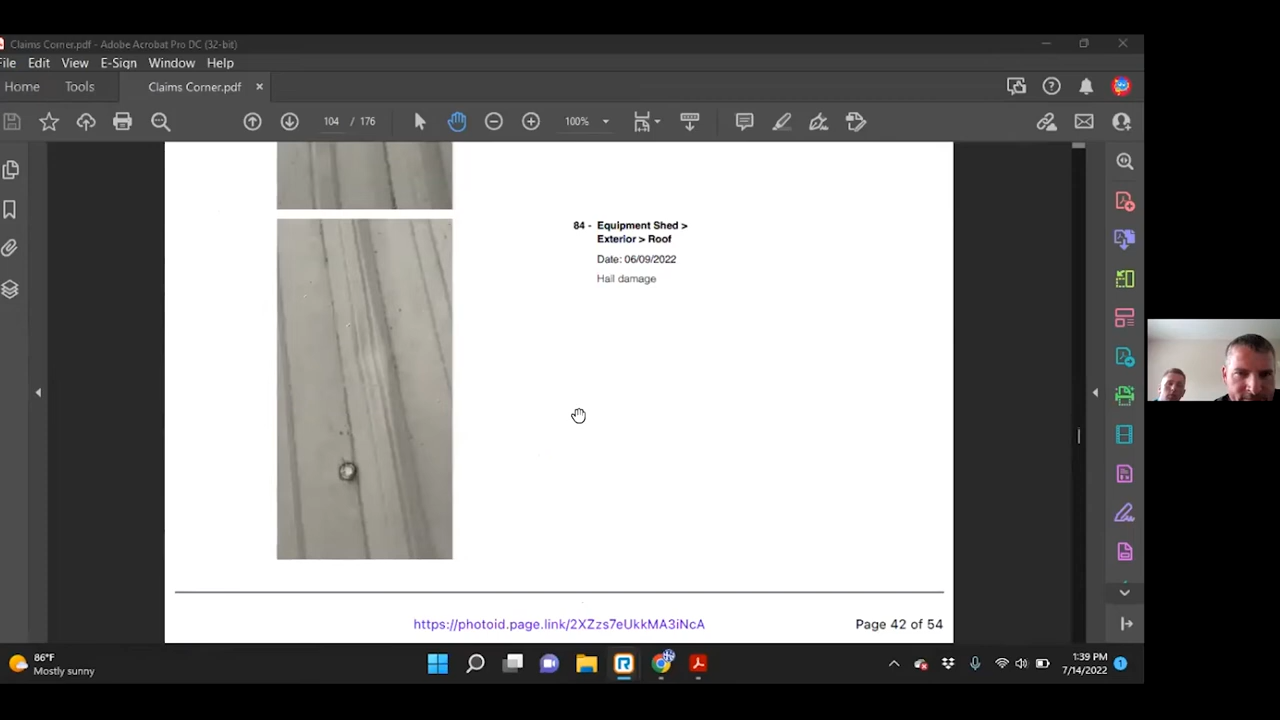 Claims Corner.pdf - Adobe Acrobat Pro DC (32-bit)
File Edit View E-Sign Window Help
Home Tools Claims Corner.pdf ×
104 / 176 100%
84 - Equipment Shed >
Exterior > Roof
Date: 06/09/2022
Hail damage
https://photoid.page.link/2XZzs7eUkkMA3iNcA Page 42 of 54
86°F
Mostly sunny
1:39 PM
7/14/2022
1